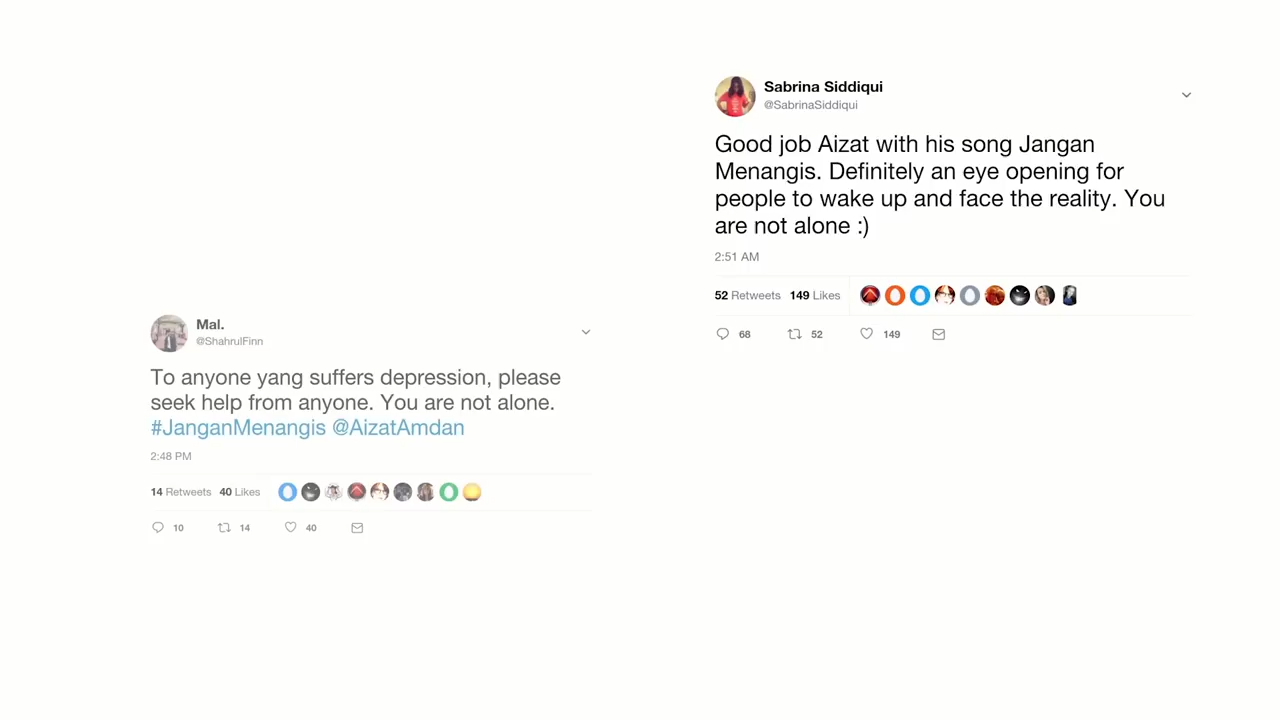 Sabrina Siddiqui
@SabrinaSiddiqui
Good job Aizat with his song Jangan
Menangis. Definitely an eye opening for
people to wake up and face the reality. You
are not alone :)
2:51 AM
52 Retweets 149 Likes
68 52 149
Mal.
@ShahrulFinn
To anyone yang suffers depression, please
seek help from anyone. You are not alone.
#JanganMenangis @AizatAmdan
2:48 PM
14 Retweets 40 Likes
10 14 40